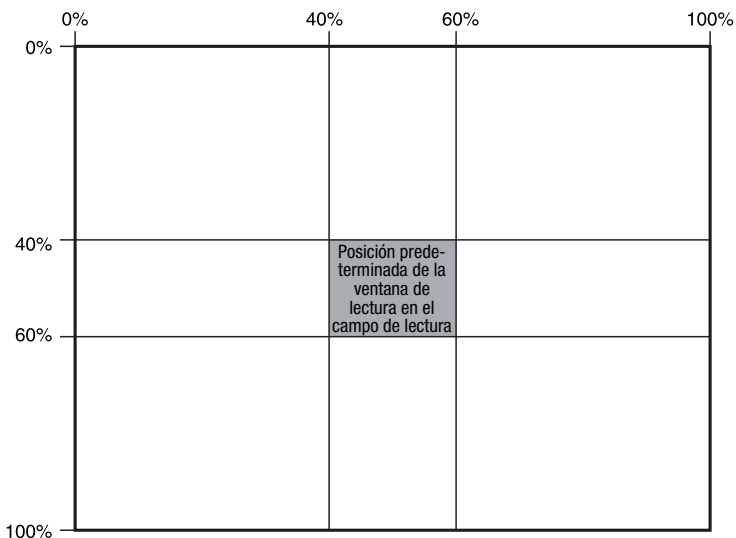 0% 40% 60% 100%
0%
40%
Posición prede-
terminada de la
ventana de
lectura en el
campo de lectura
60%
100%